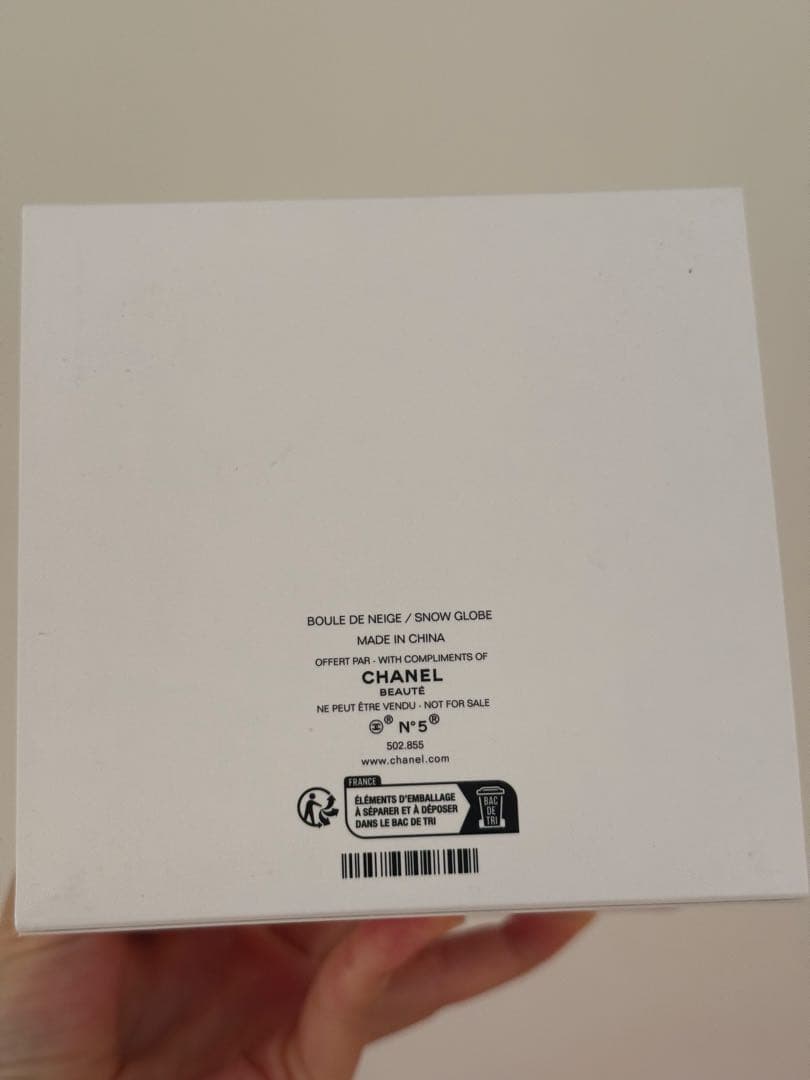 BOULE DE NEIGE / SNOW GLOBE
MADE IN CHINA
OFFERT PAR - WITH COMPLIMENTS OF
CHANEL
BEAUTÉ
NE PEUT ÊTRE VENDU - NOT FOR SALE
® N°5®
502.855
www.chanel.com
FRANCE
ÉLÉMENTS D'EMBALLAGE
À SÉPARER ET À DÉPOSER
DANS LE BAC DE TRI
BAC
DE
TRI